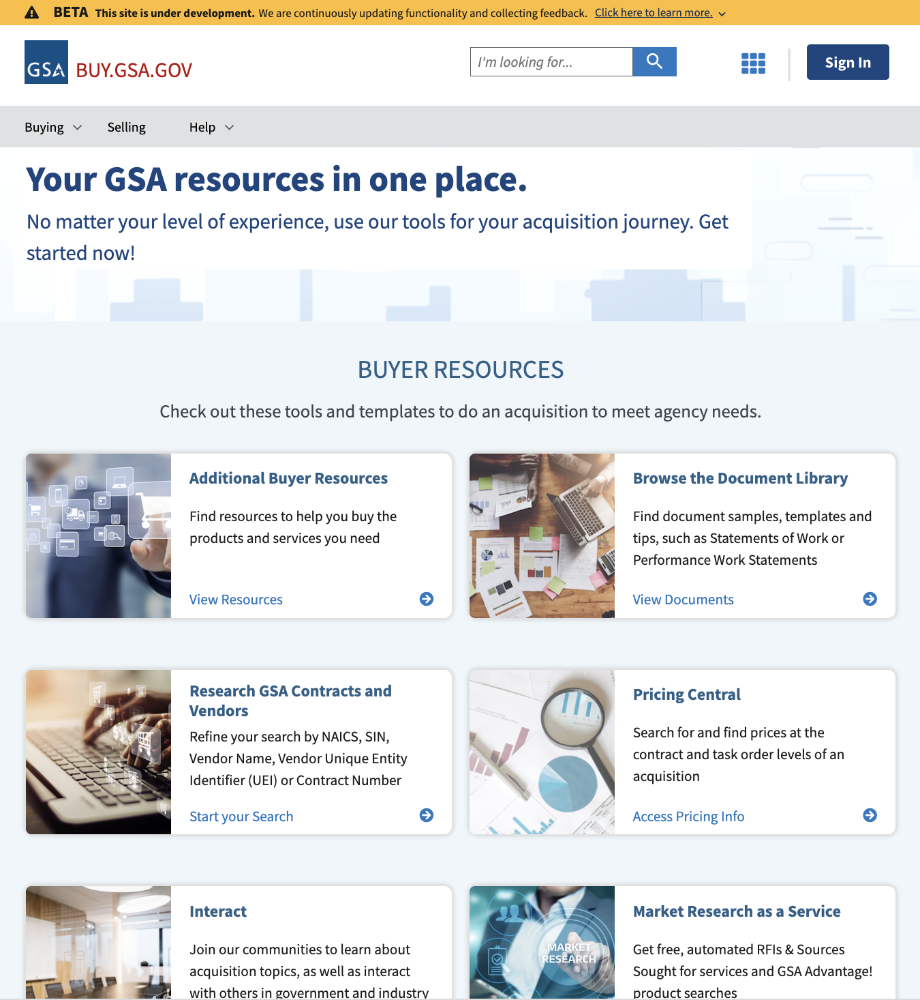 BETA This site is under development. We are continuously updating functionality and collecting feedback. Click here to learn more.
GSA BUY.GSA.GOV
I'm looking for...
Sign In
Buying Selling Help
Your GSA resources in one place.
No matter your level of experience, use our tools for your acquisition journey. Get
started now!
BUYER RESOURCES
Check out these tools and templates to do an acquisition to meet agency needs.
Additional Buyer Resources
Find resources to help you buy the
products and services you need
View Resources
Browse the Document Library
Find document samples, templates and
tips, such as Statements of Work or
Performance Work Statements
View Documents
Research GSA Contracts and
Vendors
Refine your search by NAICS, SIN,
Vendor Name, Vendor Unique Entity
Identifier (UEI) or Contract Number
Start your Search
Pricing Central
Search for and find prices at the
contract and task order levels of an
acquisition
Access Pricing Info
Interact
Join our communities to learn about
acquisition topics, as well as interact
with others in government and industry
MARKET
RESEARCH
Market Research as a Service
Get free, automated RFIs & Sources
Sought for services and GSA Advantage!
product searches